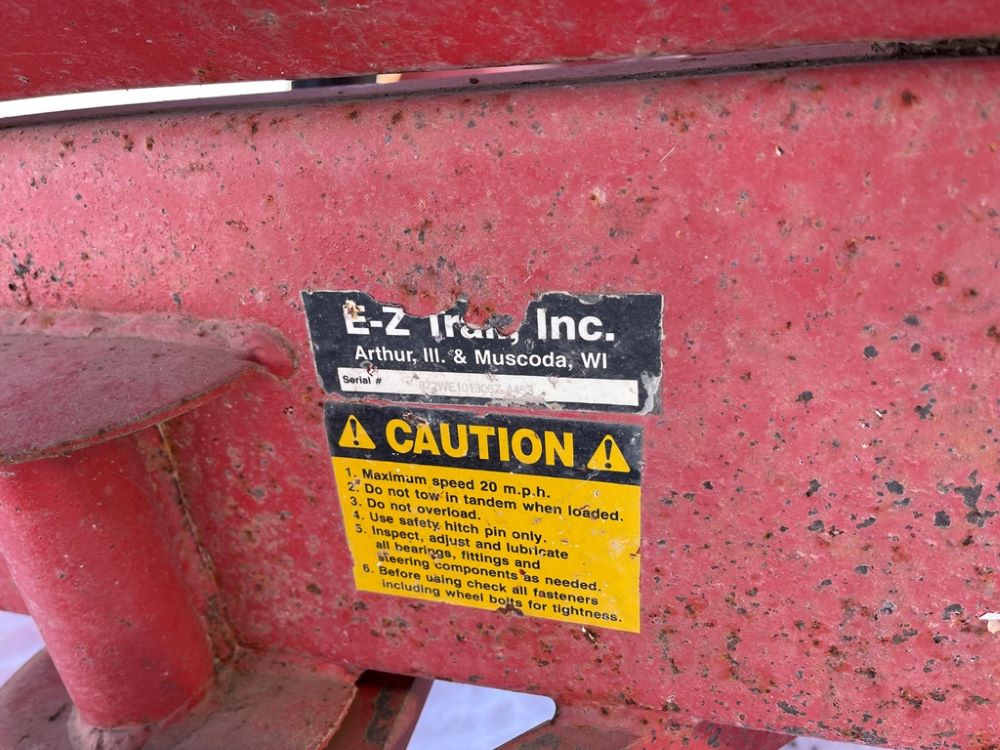 E-Z Trail, Inc.
Arthur, Ill. & Muscoda, WI
Serial #
CAUTION
1. Maximum speed 20 m.p.h.
2. Do not tow in tandem when loaded.
3. Do not overload.
4. Use safety hitch pin only.
5. Inspect, adjust and lubricate
all bearings, fittings and
steering components as needed.
6. Before using check all fasteners
including wheel bolts for tightness.